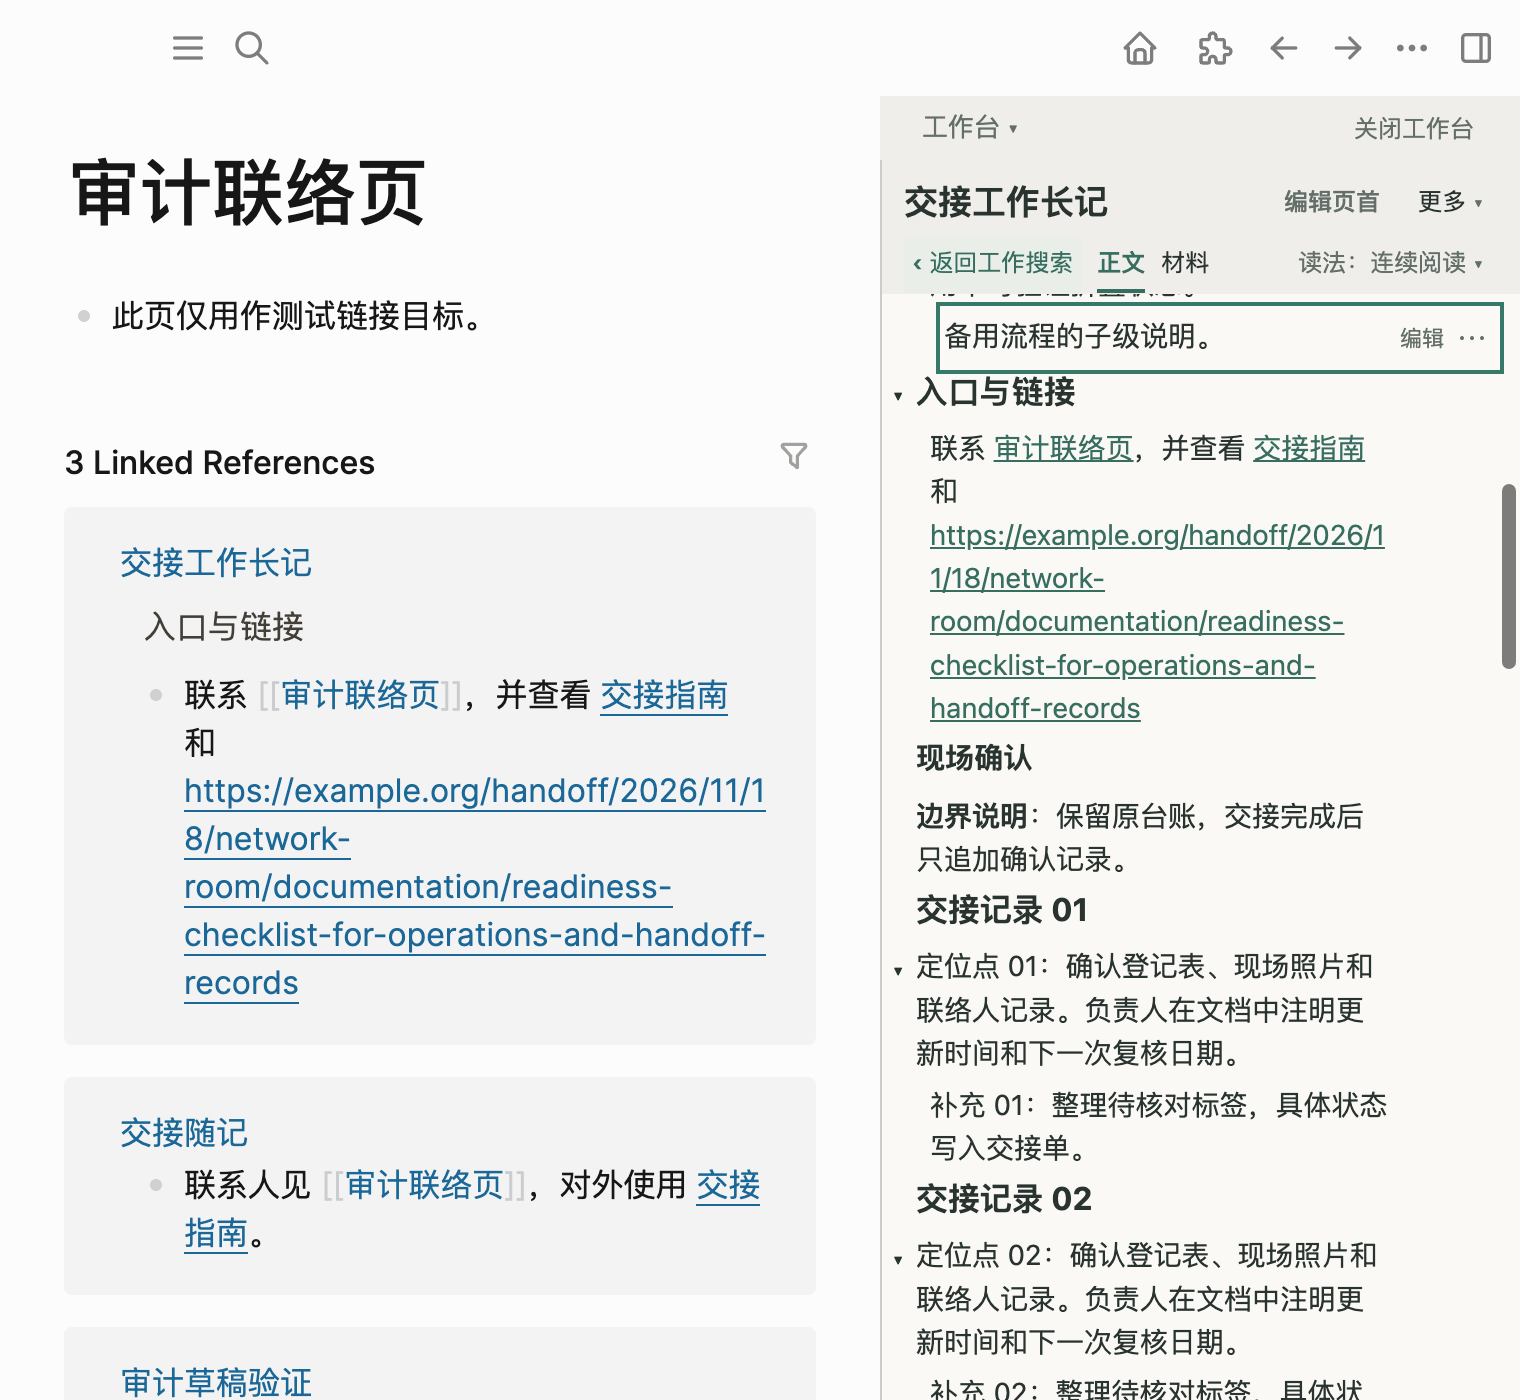 审计联络页
此页仅用作测试链接目标。
3 Linked References
交接工作长记
入口与链接
联系 [[审计联络页]]，并查看 交接指南
和
https://example.org/handoff/2026/11/1
8/network-
room/documentation/readiness-
checklist-for-operations-and-handoff-
records
交接随记
联系人见 [[审计联络页]]，对外使用 交接
指南。
审计草稿验证
工作台 ▾
关闭工作台
交接工作长记
编辑页首
更多 ▾
‹ 返回工作搜索
正文
材料
读法：连续阅读 ▾
备用流程的子级说明。
编辑 ···
▾ 入口与链接
联系 审计联络页，并查看 交接指南
和
https://example.org/handoff/2026/1
1/18/network-
room/documentation/readiness-
checklist-for-operations-and-
handoff-records
现场确认
边界说明：保留原台账，交接完成后
只追加确认记录。
交接记录 01
▾ 定位点 01：确认登记表、现场照片和
联络人记录。负责人在文档中注明更
新时间和下一次复核日期。
补充 01：整理待核对标签，具体状态
写入交接单。
交接记录 02
▾ 定位点 02：确认登记表、现场照片和
联络人记录。负责人在文档中注明更
新时间和下一次复核日期。
补充 02：整理待核对标签，具体状